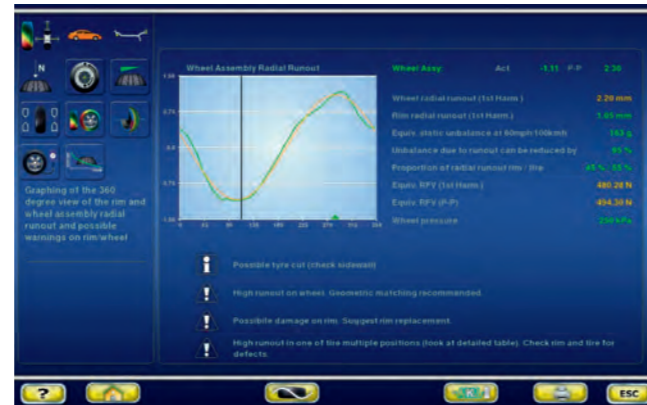 N
Graphing of the 360
degree view of the rim and
wheel assembly radial
runout and possible
warnings on rim/wheel
Wheel Assembly Radial Runout
Wheel Assy: Act -1.11 P-P 2.36
Wheel radial runout (1st Harm.) 2.20 mm
Rim radial runout (1st Harm.)
Equiv. static unbalance at 60mph/100kmh
Unbalance due to runout can be reduced by
Proportion of radial runout rim - tire
Equiv. RFV (1st Harm.) 480.28 N
Equiv. RFV (P-P) 494.30 N
Wheel pressure
Possible tyre cut (check sidewall)
High runout on wheel. Geometric matching recommended.
Possibile damage on rim. Suggest rim replacement.
High runout in one of tire multiple positions (look at detailed table). Check rim and tire for
defects.
?
ESC